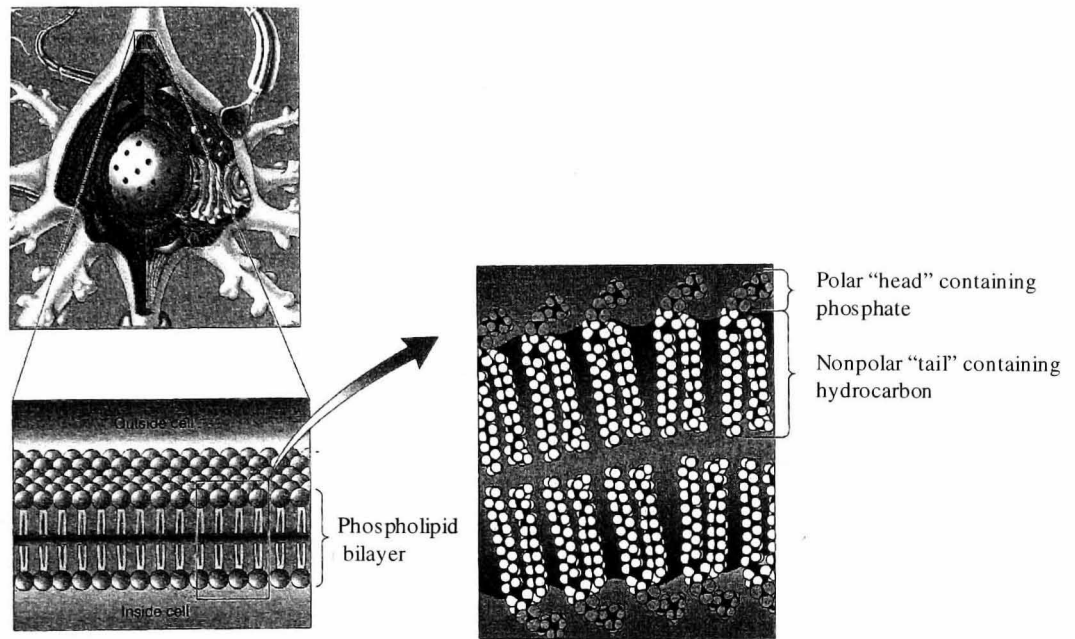 Polar “head” containing
phosphate
Nonpolar “tail” containing
hydrocarbon
Outside cell
Phospholipid
bilayer
Inside cell